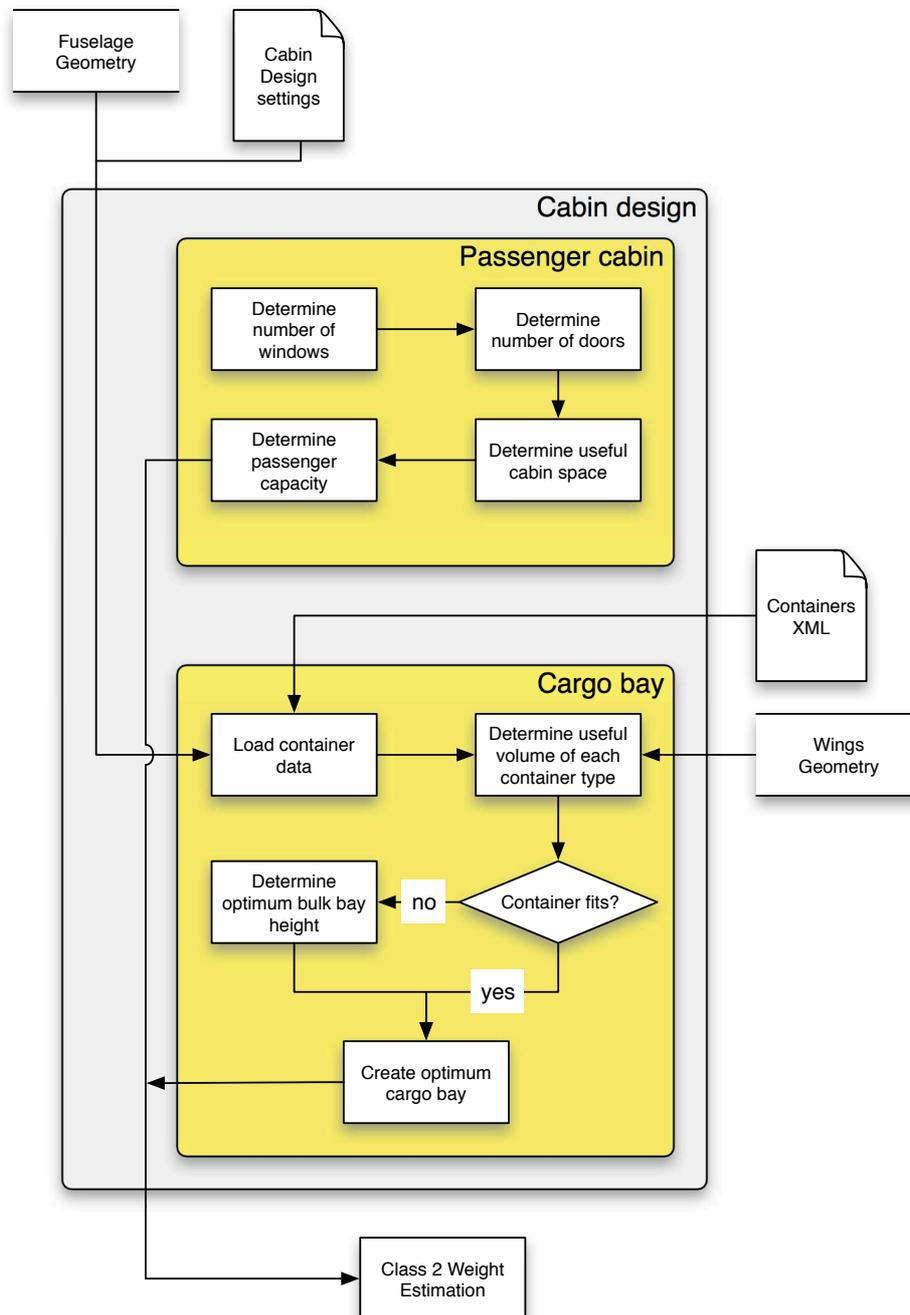 Fuselage
Geometry
Cabin
Design
settings
Cabin design
Passenger cabin
Determine
number of
windows
Determine
number of doors
Determine
passenger
capacity
Determine useful
cabin space
Containers
XML
Cargo bay
Load container
data
Determine useful
volume of each
container type
Wings
Geometry
Determine
optimum bulk bay
height
no
Container fits?
yes
Create optimum
cargo bay
Class 2 Weight
Estimation